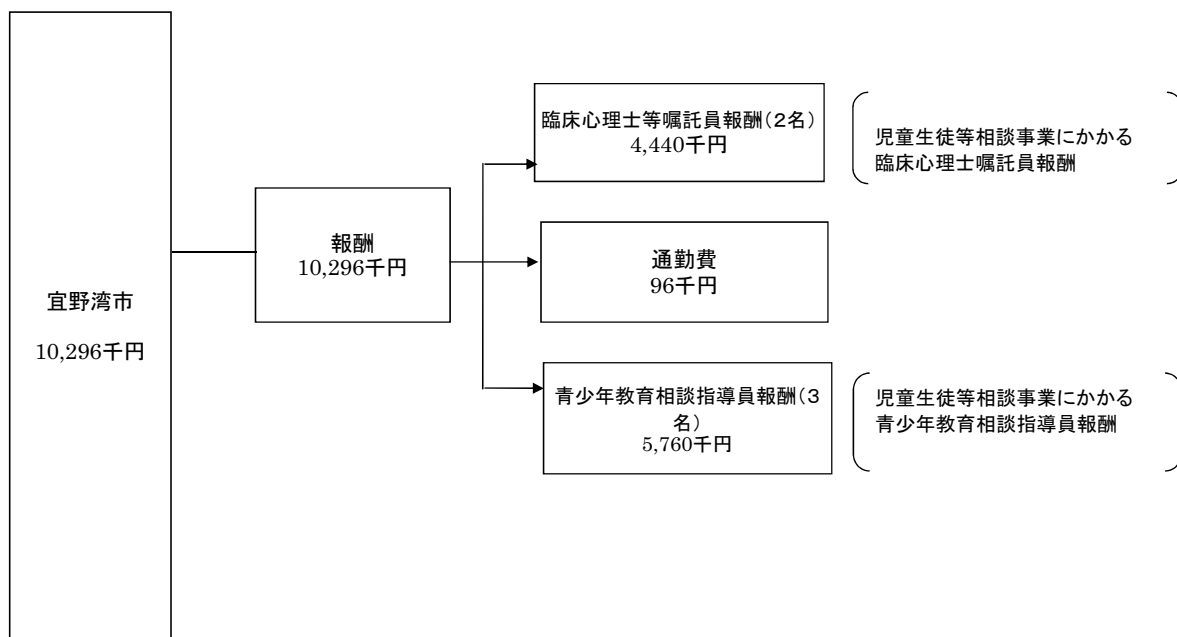 宜野湾市
10,296千円
報酬
10,296千円
臨床心理士等嘱託員報酬(２名)
4,440千円
児童生徒等相談事業にかかる
臨床心理士嘱託員報酬
通勤費
96千円
青少年教育相談指導員報酬(３
名)
5,760千円
児童生徒等相談事業にかかる
青少年教育相談指導員報酬